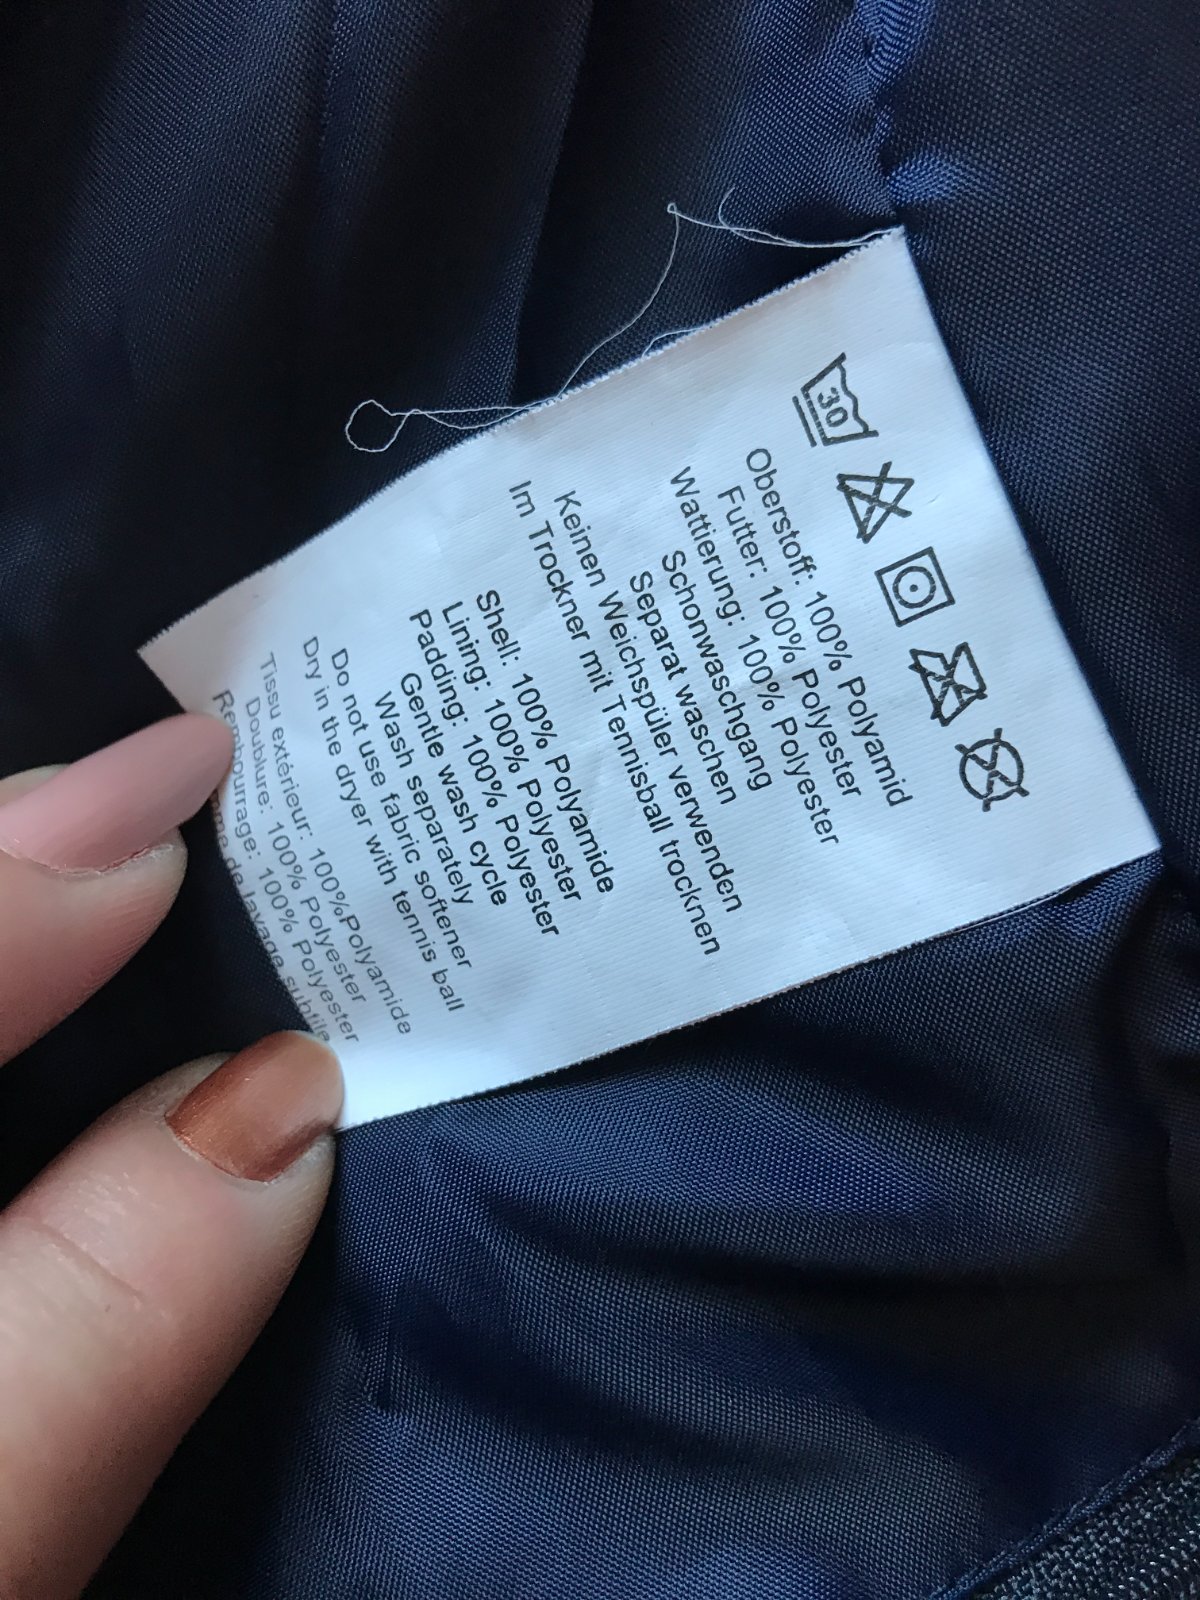 30
Oberstoff: 100% Polyamid
Futter: 100% Polyester
Wattierung: 100% Polyester
Schonwaschgang
Separat waschen
Keinen Weichspüler verwenden
Im Trockner mit Tennisball trocknen
Shell: 100% Polyamide
Lining: 100% Polyester
Padding: 100% Polyester
Gentle wash cycle
Wash separately
Do not use fabric softener
Dry in the dryer with tennis ball
Tissu extérieur: 100%Polyamide
Doublure: 100% Polyester
Rembourrage: 100% Polyester
de lavage subtile